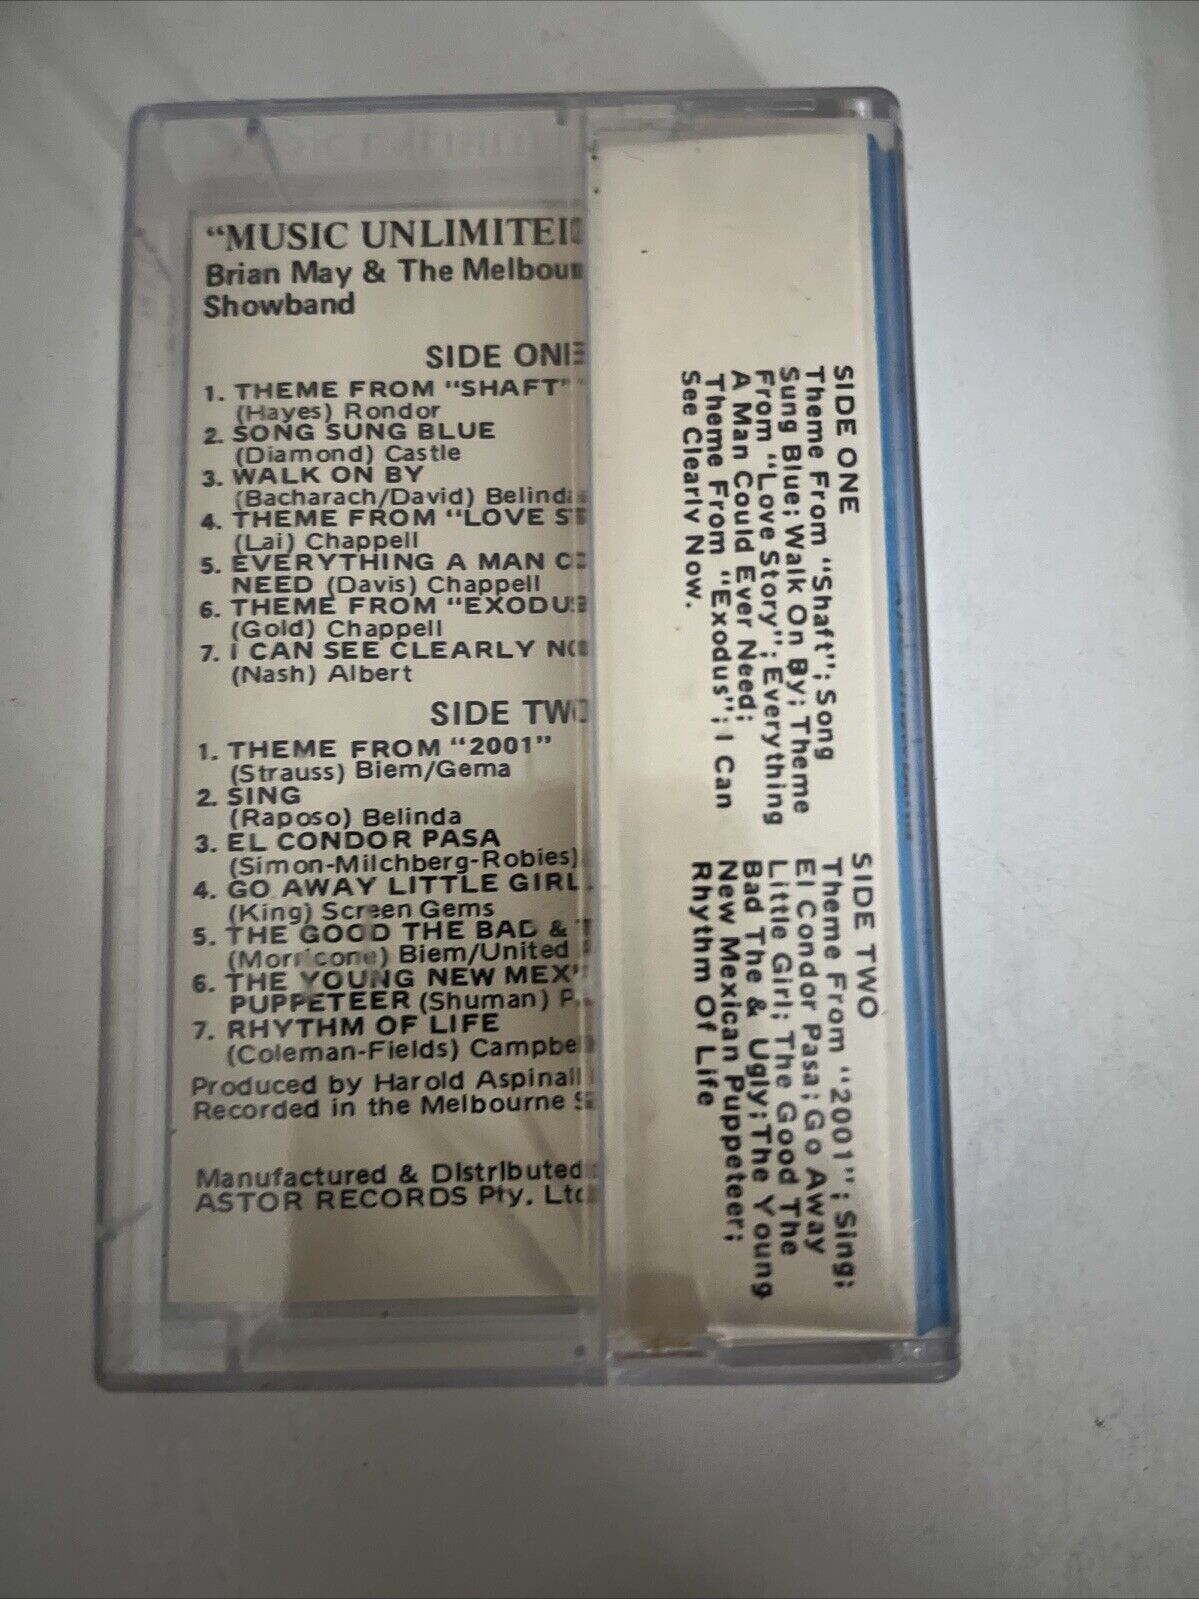 "MUSIC UNLIMITED
Brian May & The Melbour
Showband
SIDE ONE
1. THEME FROM "SHAFT"
(Hayes) Rondor
2. SONG SUNG BLUE
(Diamond) Castle
3. WALK ON BY
(Bacharach/David) Belinda
4. THEME FROM "LOVE ST
(Lai) Chappell
5. EVERYTHING A MAN C
NEED (Davis) Chappell
6. THEME FROM "EXODUS
(Gold) Chappell
7. I CAN SEE CLEARLY NO
(Nash) Albert
SIDE TWO
1. THEME FROM "2001"
(Strauss) Biem/Gema
2. SING
(Raposo) Belinda
3. EL CONDOR PASA
(Simon-Milchberg-Robies)
4. GO AWAY LITTLE GIRL
(King) Screen Gems
5. THE GOOD THE BAD & T
(Morricone) Biem/United
6. THE YOUNG NEW MEX
PUPPETEER (Shuman) P.
7. RHYTHM OF LIFE
(Coleman-Fields) Campbe
Produced by Harold Aspinall
Recorded in the Melbourne S
Manufactured & Distributed
ASTOR RECORDS Pty. Ltd
SIDE ONE
Theme From "Shaft"; Song
Sung Blue; Walk On By; Theme
From "Love Story"; Everything
A Man Could Ever Need;
Theme From "Exodus"; I Can
See Clearly Now.
SIDE TWO
Theme From "2001"; Sing;
El Condor Pasa; Go Away
Little Girl; The Good The
Bad The & Ugly; The Young
New Mexican Puppeteer;
Rhythm Of Life